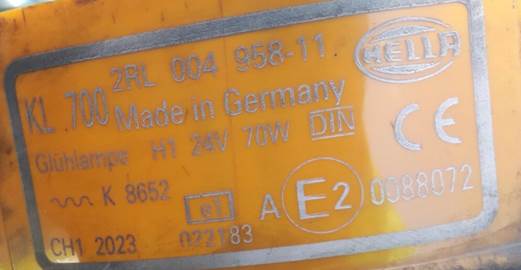 HELLA
KL 700 2RL 004 958-11
Made in Germany
Glühlampe H1 24V 70W DIN CE
K 8652 e1 A E2 0088072
CH1 2023 022183